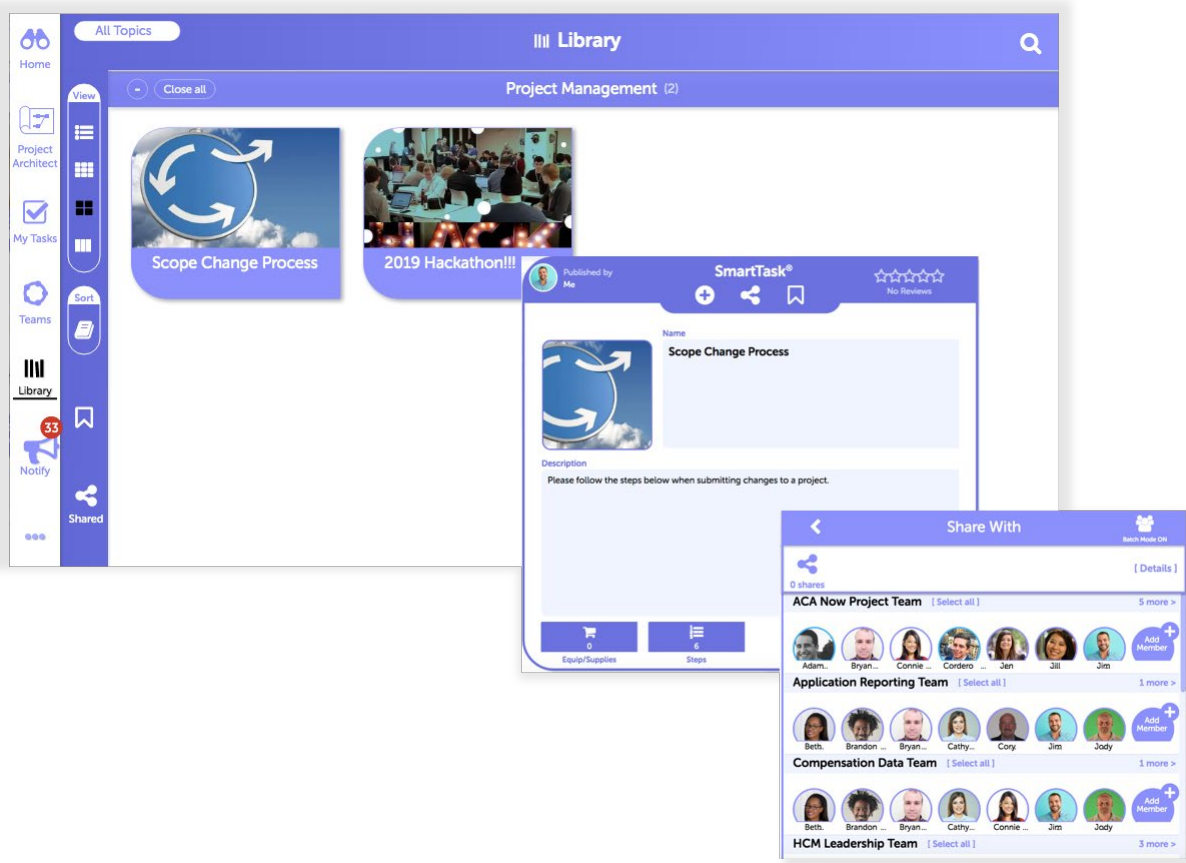 Home
Project
Architect
My Tasks
Teams
Library
33
Notify
All Topics
View
Sort
Shared
Library
- Close all
Project Management (2)
Scope Change Process
HACK
2019 Hackathon!!!
Published by
Me
SmartTask®
No Reviews
Name
Scope Change Process
Description
Please follow the steps below when submitting changes to a project.
0
Equip/Supplies
6
Steps
Share With
Batch Mode ON
0 shares
[ Details ]
ACA Now Project Team [ Select all ] 5 more >
Adam... Bryan... Connie ... Cordero ... Jen Jill Jim
Add
Member
Application Reporting Team [ Select all ] 1 more >
Beth. Brandon ... Bryan... Cathy... Cory. Jim Jody
Add
Member
Compensation Data Team [ Select all ] 1 more >
Beth. Brandon ... Bryan... Cathy... Connie ... Jim Jody
Add
Member
HCM Leadership Team [ Select all ] 3 more >